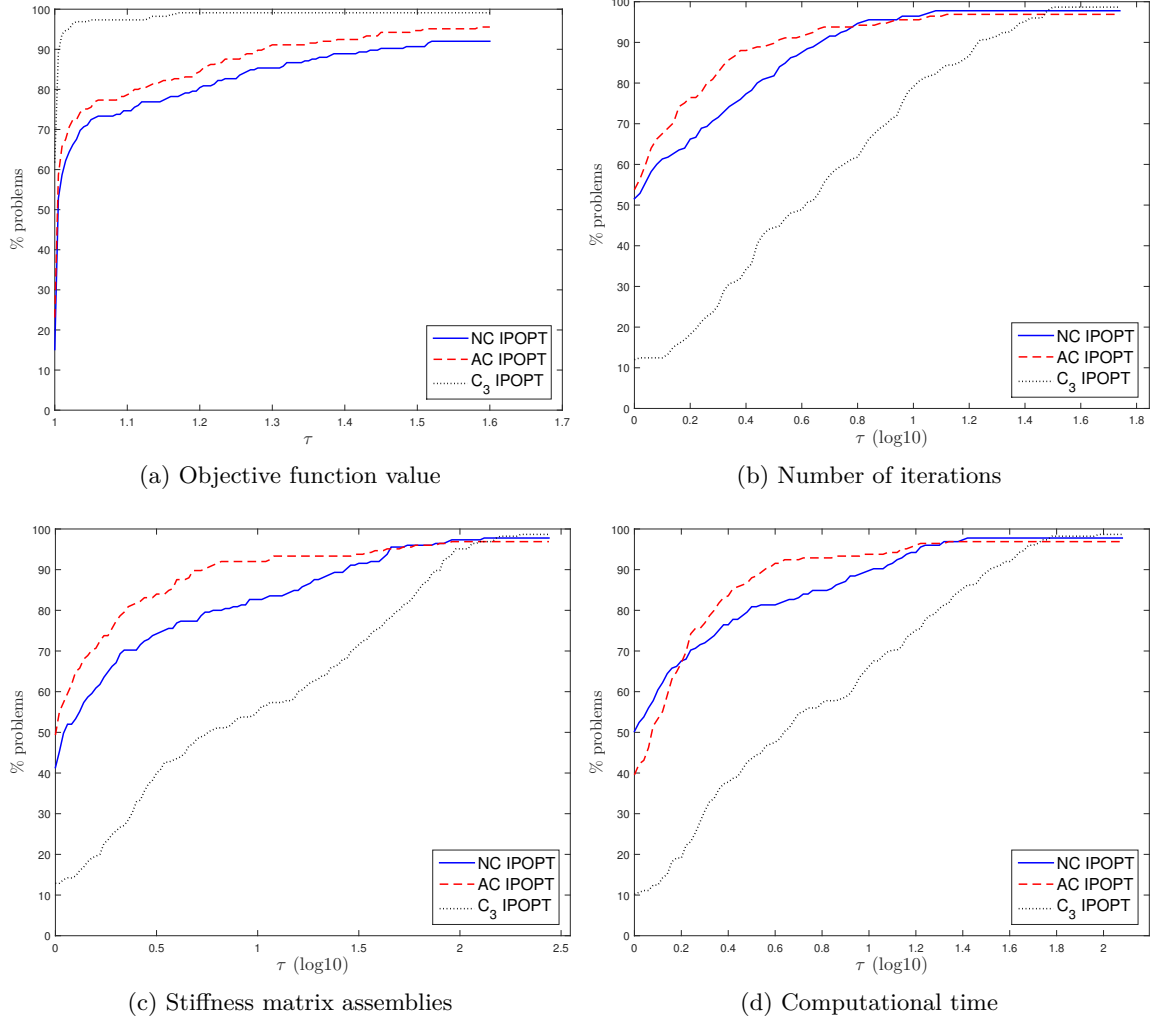 % problems
100
90
80
70
60
50
40
30
20
10
0
NC IPOPT
AC IPOPT
C3 IPOPT
1 1.1 1.2 1.3 1.4 1.5 1.6 1.7
τ
(a) Objective function value
% problems
100
90
80
70
60
50
40
30
20
10
0
NC IPOPT
AC IPOPT
C3 IPOPT
0 0.2 0.4 0.6 0.8 1 1.2 1.4 1.6 1.8
τ (log10)
(b) Number of iterations
% problems
100
90
80
70
60
50
40
30
20
10
0
NC IPOPT
AC IPOPT
C3 IPOPT
0 0.5 1 1.5 2 2.5
τ (log10)
(c) Stiffness matrix assemblies
% problems
100
90
80
70
60
50
40
30
20
10
0
NC IPOPT
AC IPOPT
C3 IPOPT
0 0.2 0.4 0.6 0.8 1 1.2 1.4 1.6 1.8 2
τ (log10)
(d) Computational time